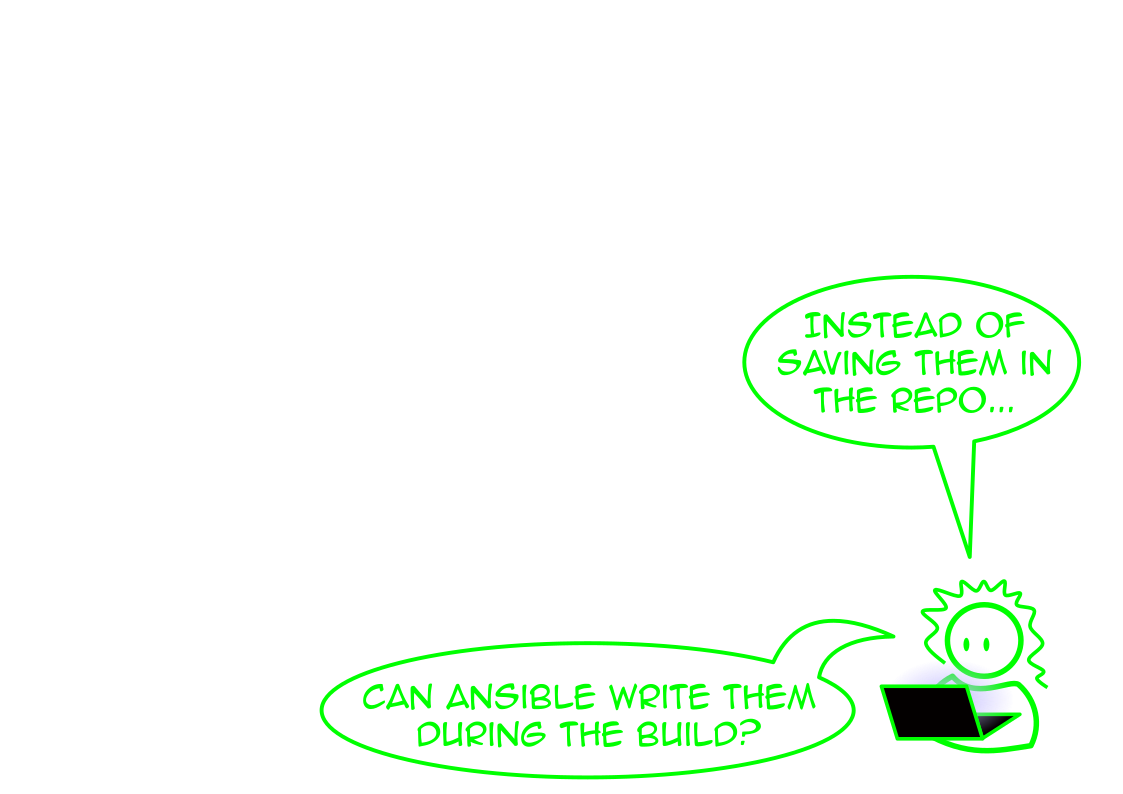 INSTEAD OF
SAVING THEM IN
THE REPO...
CAN ANSIBLE WRITE THEM
DURING THE BUILD?